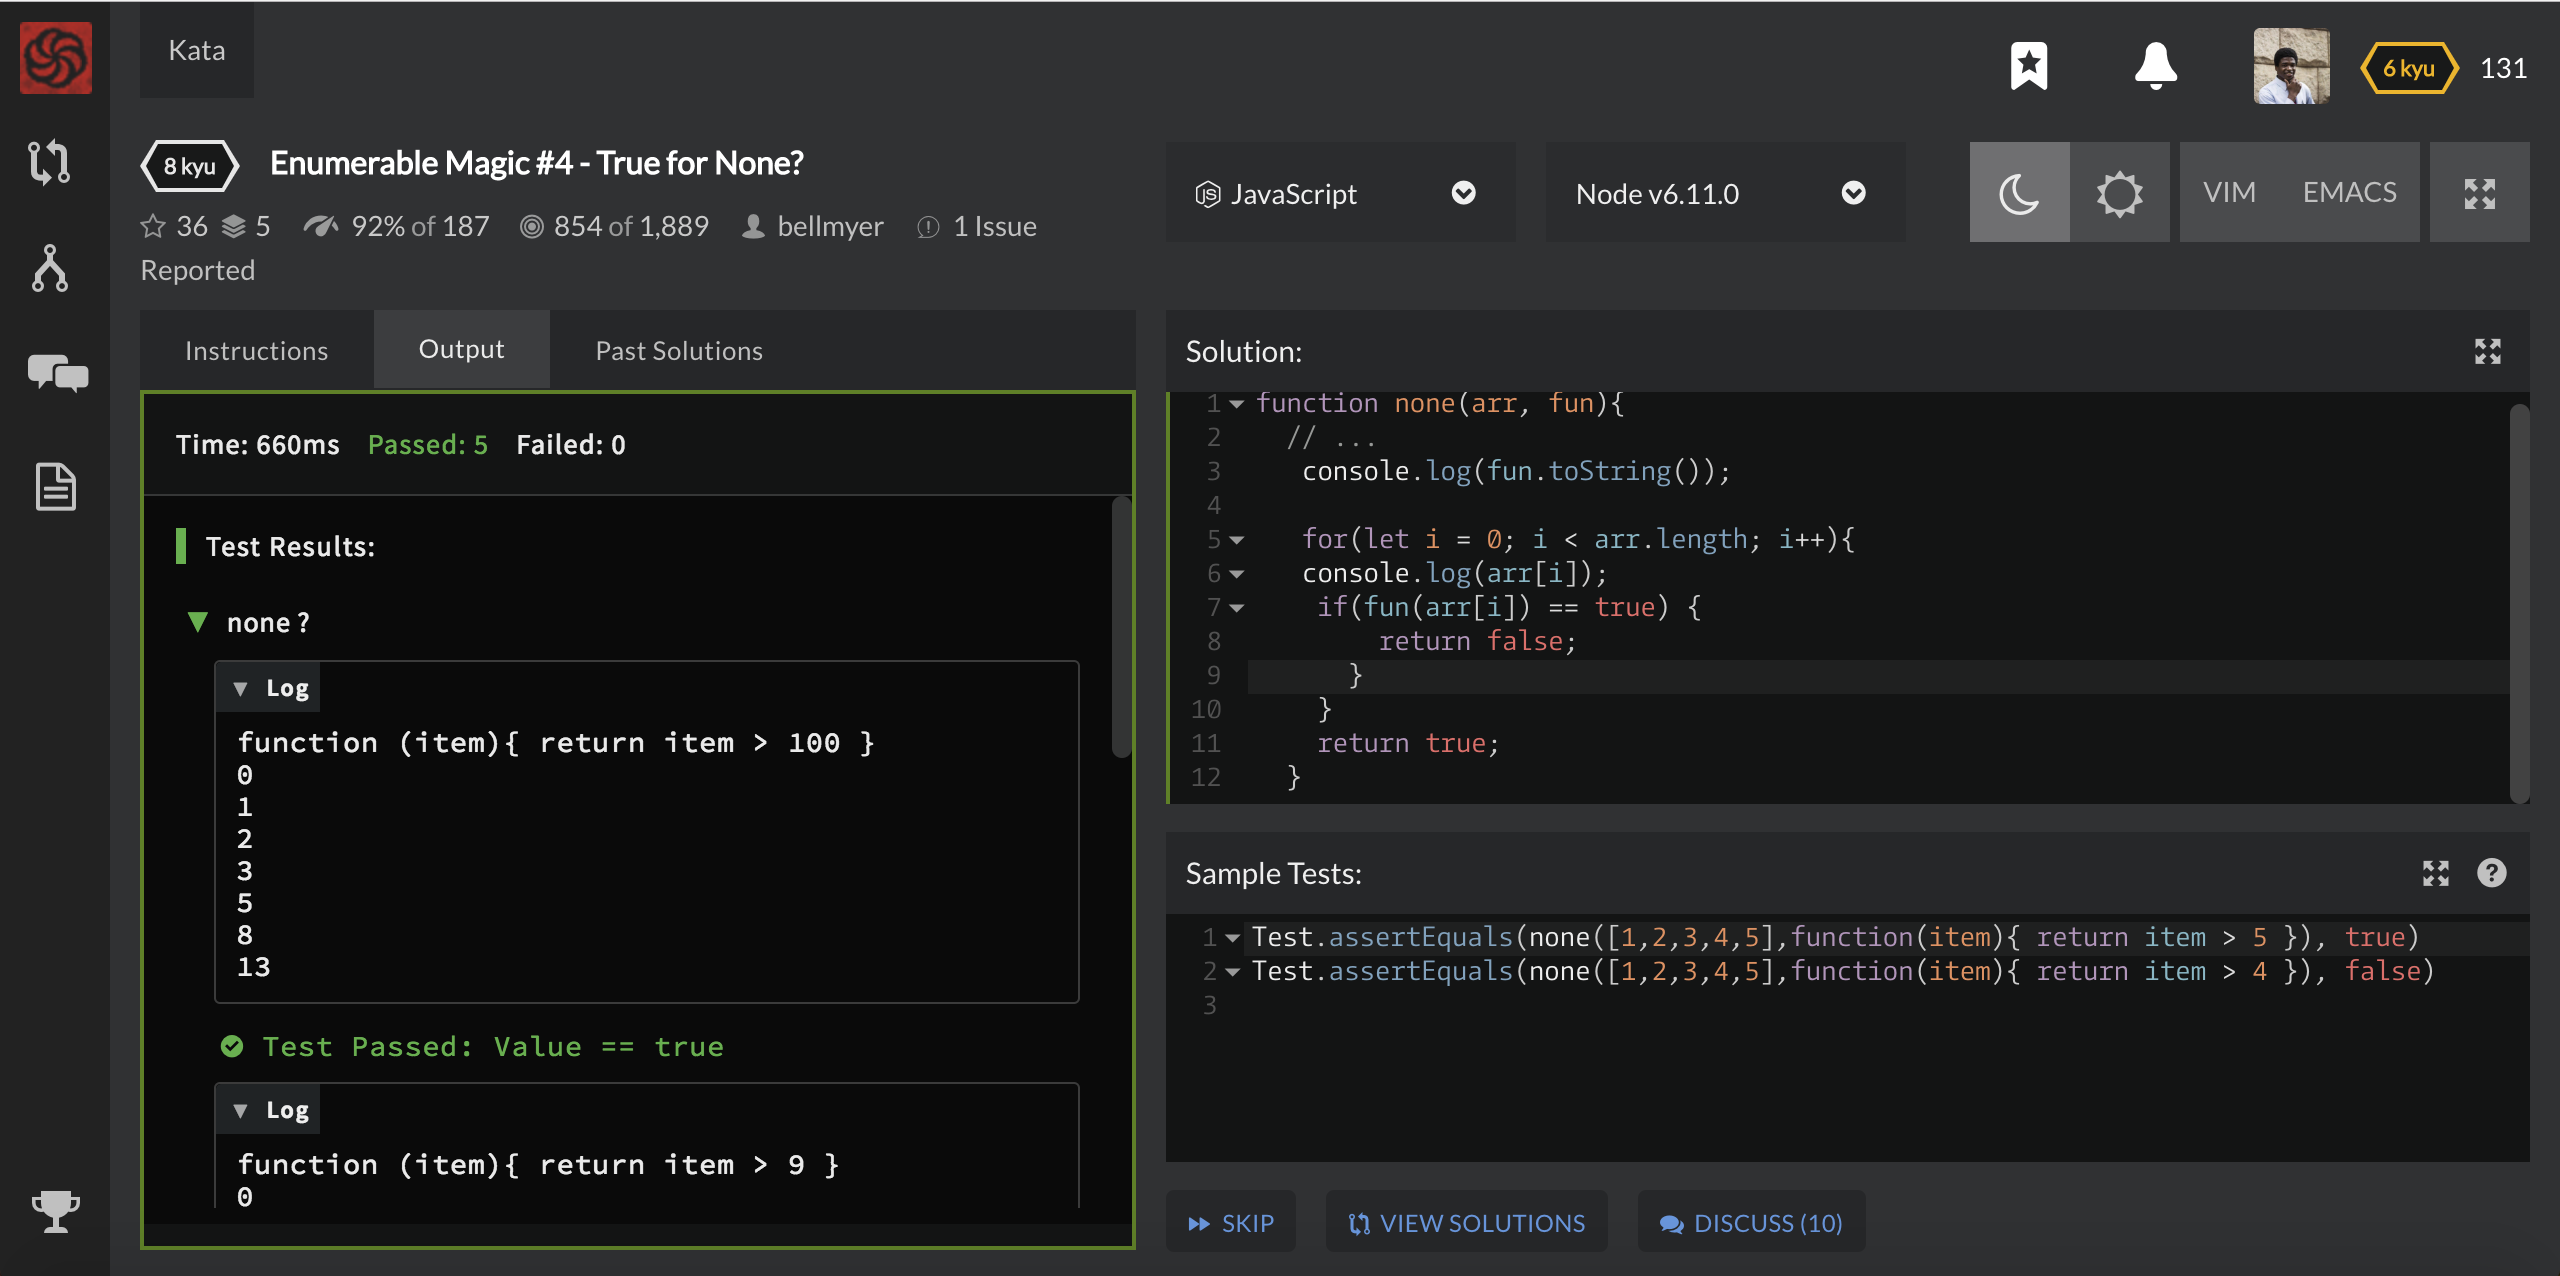 Kata
6 kyu 131
8 kyu Enumerable Magic #4 - True for None?
36 5 92% of 187 854 of 1,889 bellmyer 1 Issue
Reported
JavaScript Node v6.11.0 VIM EMACS
Instructions Output Past Solutions
Time: 660ms Passed: 5 Failed: 0
Test Results:
none ?
Log
function (item){ return item > 100 }
0
1
2
3
5
8
13
Test Passed: Value == true
Log
function (item){ return item > 9 }
0
Solution:
1 function none(arr, fun){
2 // ...
3 console.log(fun.toString());
4
5 for(let i = 0; i < arr.length; i++){
6 console.log(arr[i]);
7 if(fun(arr[i]) == true) {
8 return false;
9 }
10 }
11 return true;
12 }
Sample Tests:
1 Test.assertEquals(none([1,2,3,4,5],function(item){ return item > 5 }), true)
2 Test.assertEquals(none([1,2,3,4,5],function(item){ return item > 4 }), false)
3
SKIP VIEW SOLUTIONS DISCUSS (10)